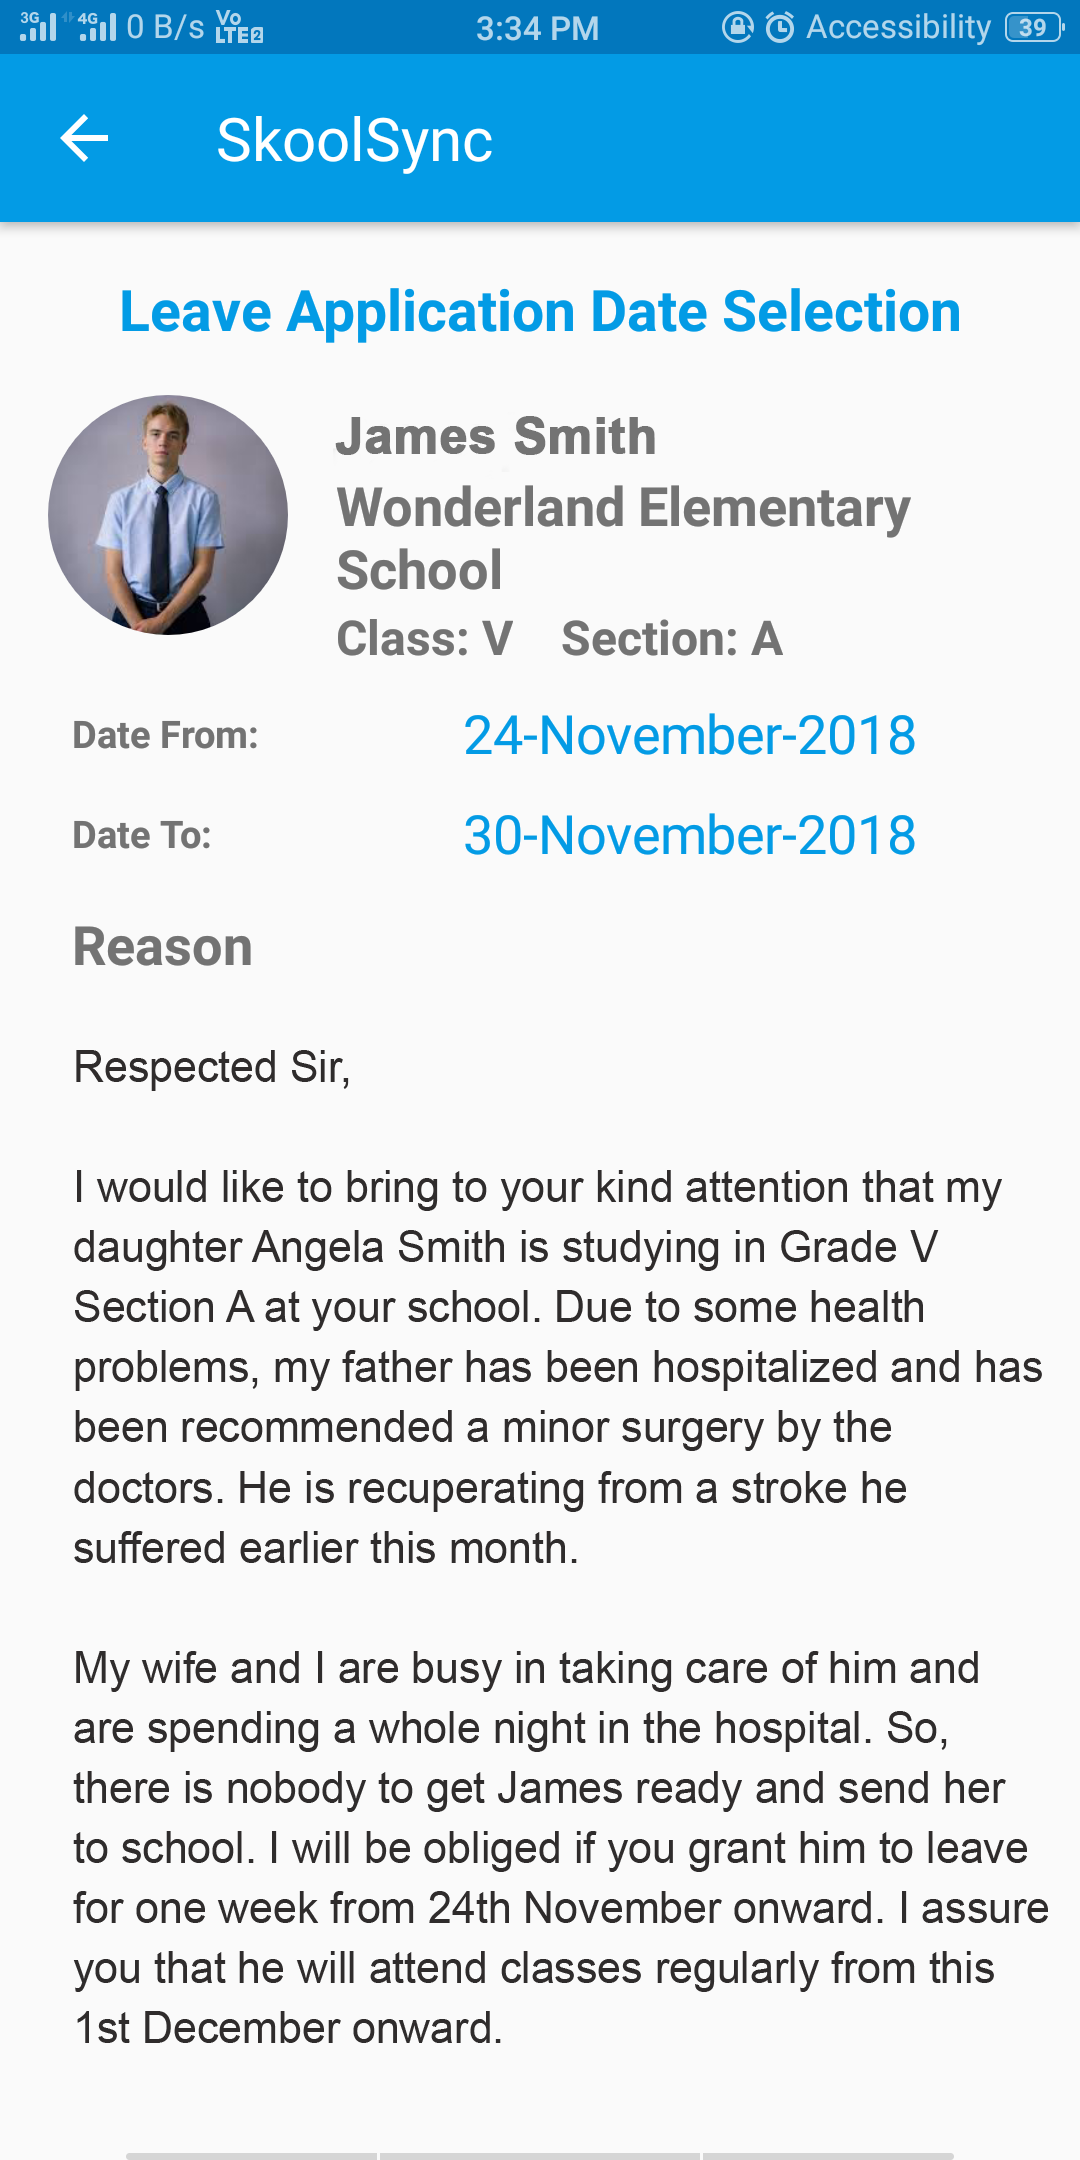 3G 4G 0 B/s Vo LTE2 3:34 PM Accessibility 39
SkoolSync
Leave Application Date Selection
James Smith
Wonderland Elementary
School
Class: V Section: A
Date From: 24-November-2018
Date To: 30-November-2018
Reason
Respected Sir,
I would like to bring to your kind attention that my
daughter Angela Smith is studying in Grade V
Section A at your school. Due to some health
problems, my father has been hospitalized and has
been recommended a minor surgery by the
doctors. He is recuperating from a stroke he
suffered earlier this month.
My wife and I are busy in taking care of him and
are spending a whole night in the hospital. So,
there is nobody to get James ready and send her
to school. I will be obliged if you grant him to leave
for one week from 24th November onward. I assure
you that he will attend classes regularly from this
1st December onward.